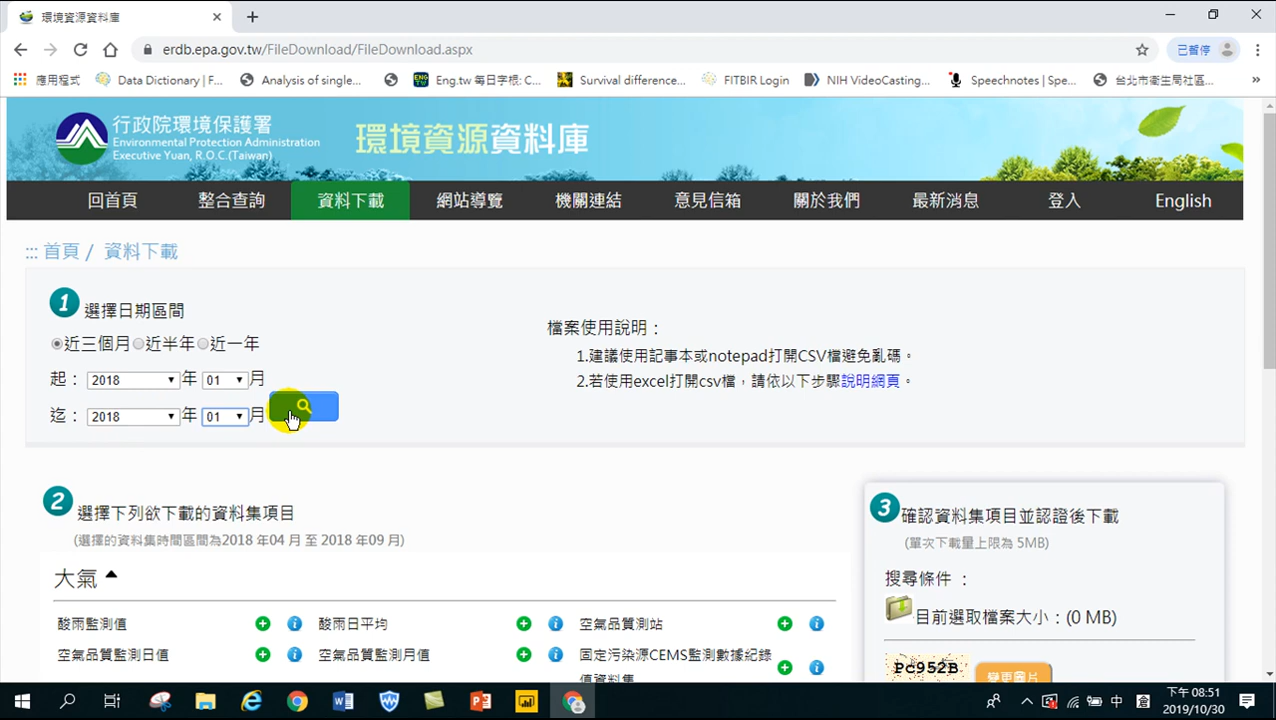 環境資源資料庫
erdb.epa.gov.tw/FileDownload/FileDownload.aspx
已暫停
應用程式
Data Dictionary | F...
Analysis of single...
Eng.tw 每日字根: C...
Survival difference...
FITBIR Login
NIH VideoCasting...
Speechnotes | Spe...
台北市衛生局社區...
行政院環境保護署
Environmental Protection Administration
Executive Yuan, R.O.C.(Taiwan)
環境資源資料庫
回首頁 整合查詢 資料下載 網站導覽 機關連結 意見信箱 關於我們 最新消息 登入 English
::: 首頁 / 資料下載
1 選擇日期區間
近三個月 近半年 近一年
起： 2018 年 01 月
迄： 2018 年 01 月
檔案使用說明：
1.建議使用記事本或notepad打開CSV檔避免亂碼。
2.若使用excel打開csv檔，請依以下步驟說明網頁。
2 選擇下列欲下載的資料集項目
(選擇的資料集時間區間為2018 年04 月 至 2018 年09 月)
大氣
酸雨監測值 酸雨日平均 空氣品質測站
空氣品質監測日值 空氣品質監測月值 固定污染源CEMS監測數據紀錄
值資料集
3 確認資料集項目並認證後下載
(單次下載量上限為 5MB)
搜尋條件 ：
目前選取檔案大小：(0 MB)
PC952B
變更圖片
中
下午 08:51
2019/10/30